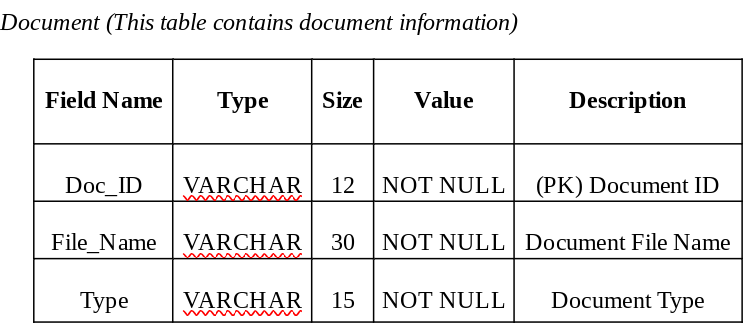 Document (This table contains document information)
Field Name Type Size Value Description
Doc_ID VARCHAR 12 NOT NULL (PK) Document ID
File_Name VARCHAR 30 NOT NULL Document File Name
Type VARCHAR 15 NOT NULL Document Type